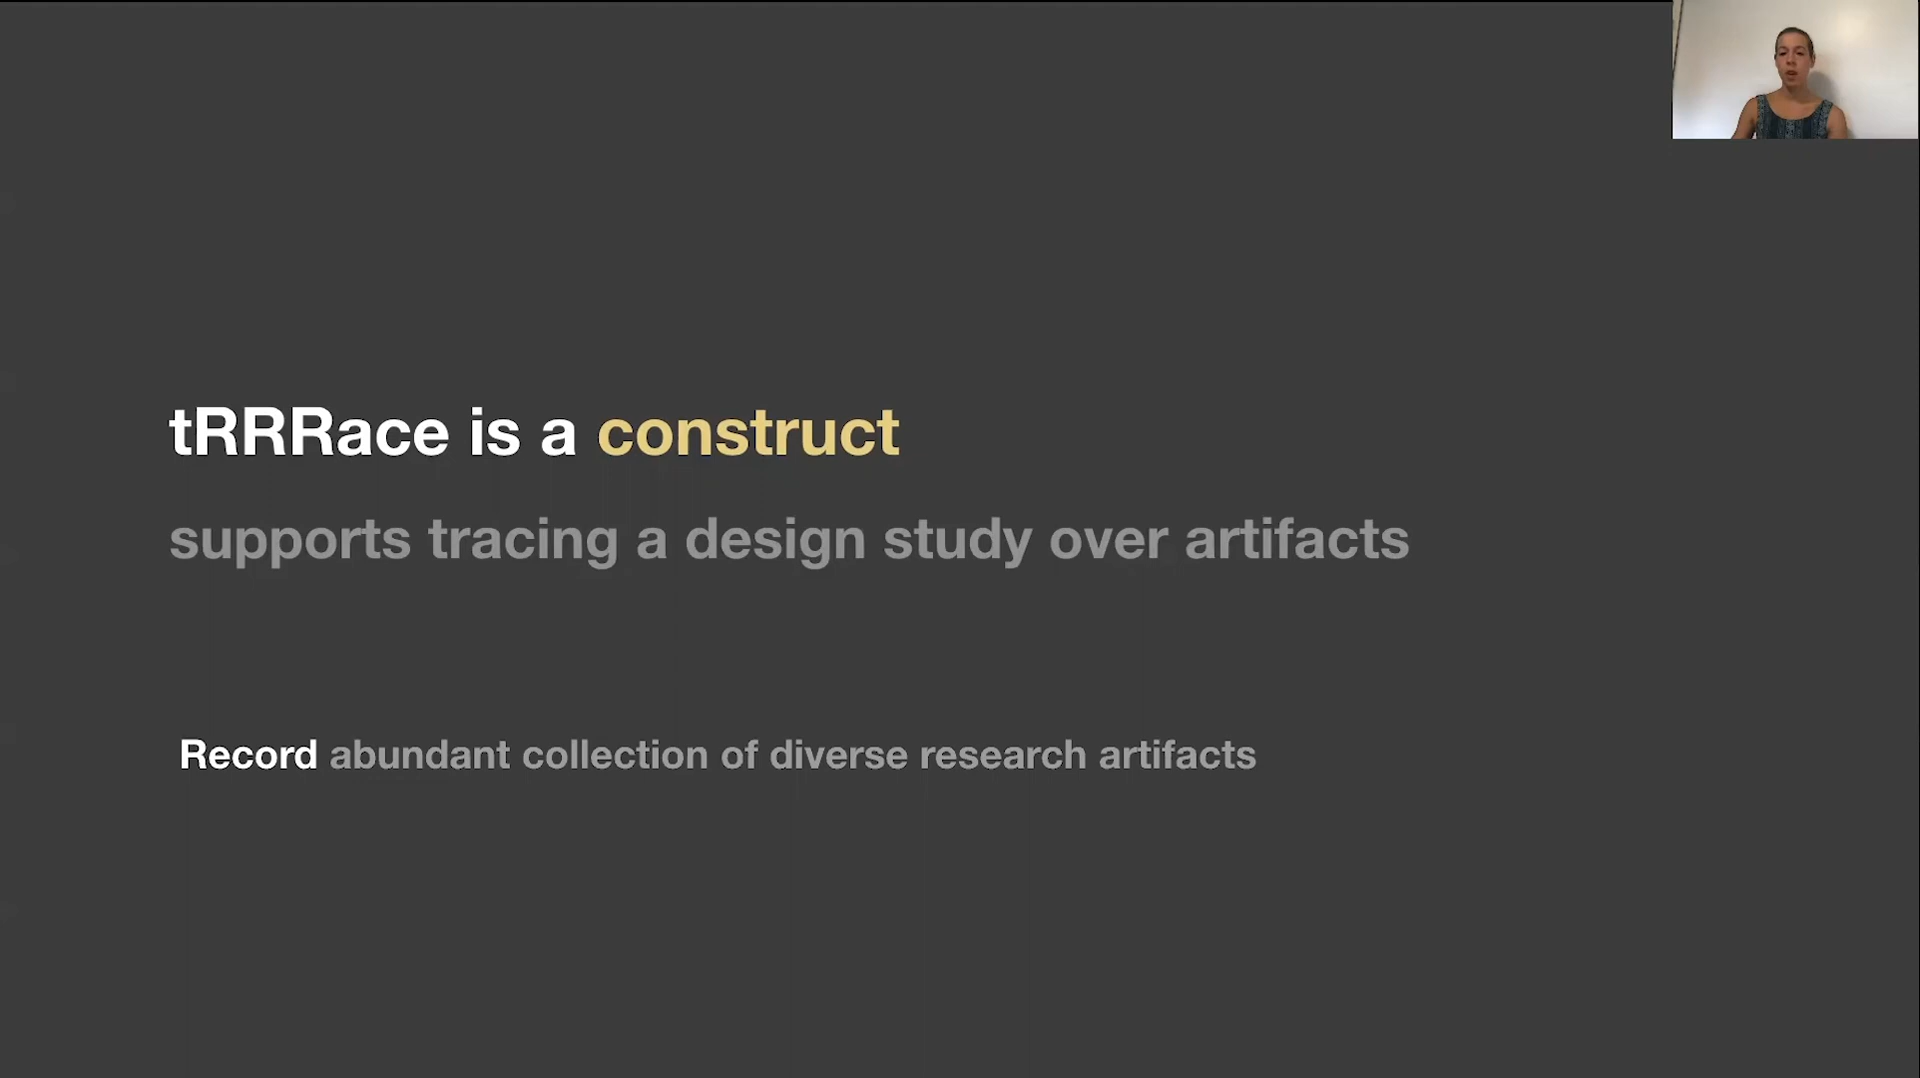 tRRRace is a construct
supports tracing a design study over artifacts
Record abundant collection of diverse research artifacts